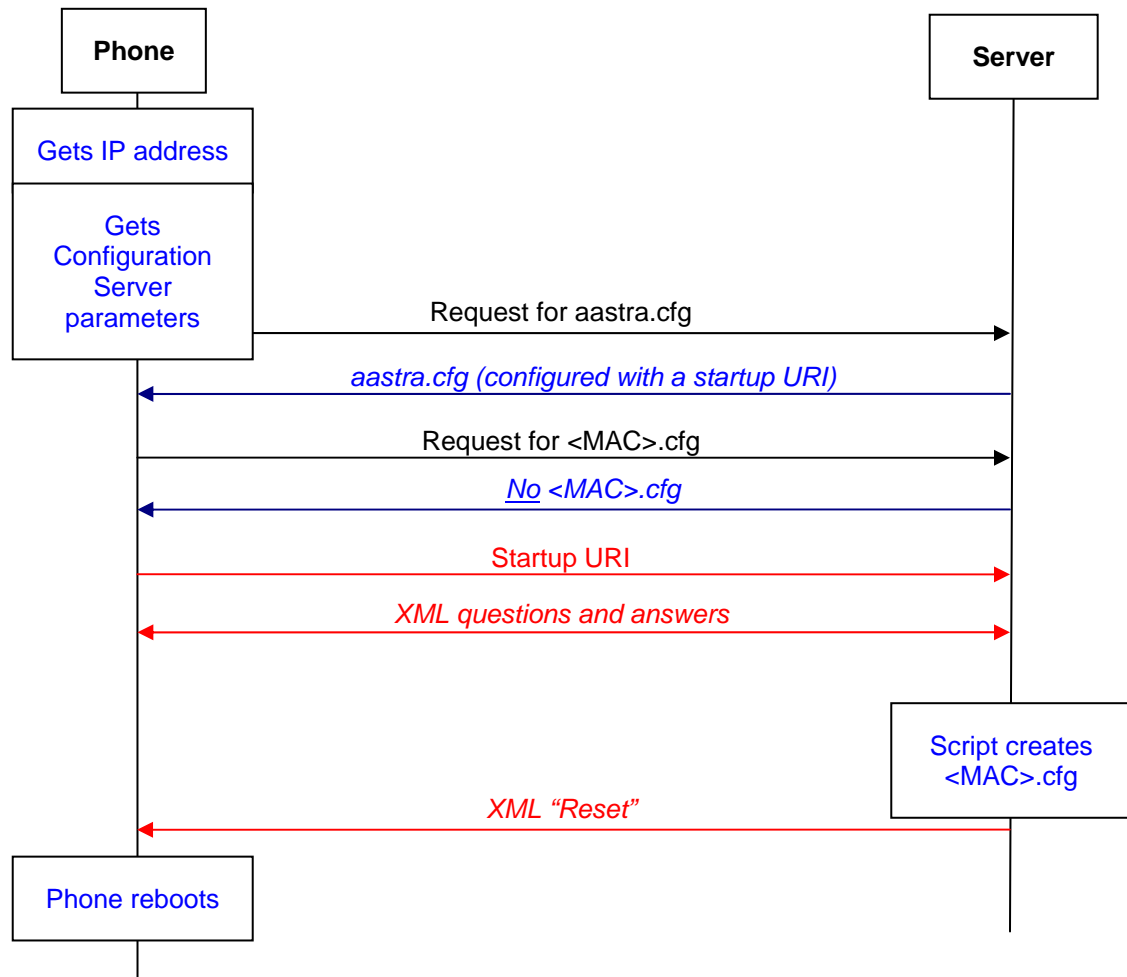 Phone
Server
Gets IP address
Gets
Configuration
Server
parameters
Request for aastra.cfg
aastra.cfg (configured with a startup URI)
Request for <MAC>.cfg
No <MAC>.cfg
Startup URI
XML questions and answers
Script creates
<MAC>.cfg
XML “Reset”
Phone reboots